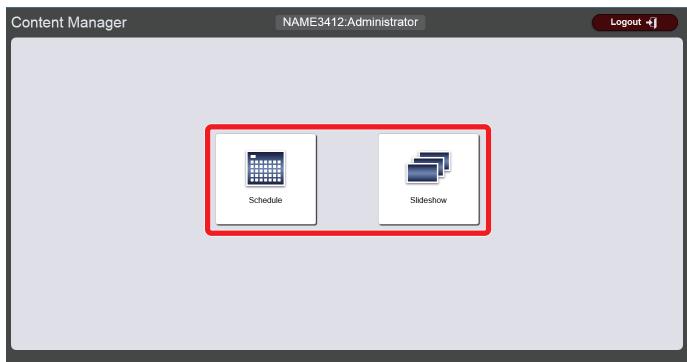 Content Manager
NAME3412:Administrator
Logout
Schedule
Slideshow